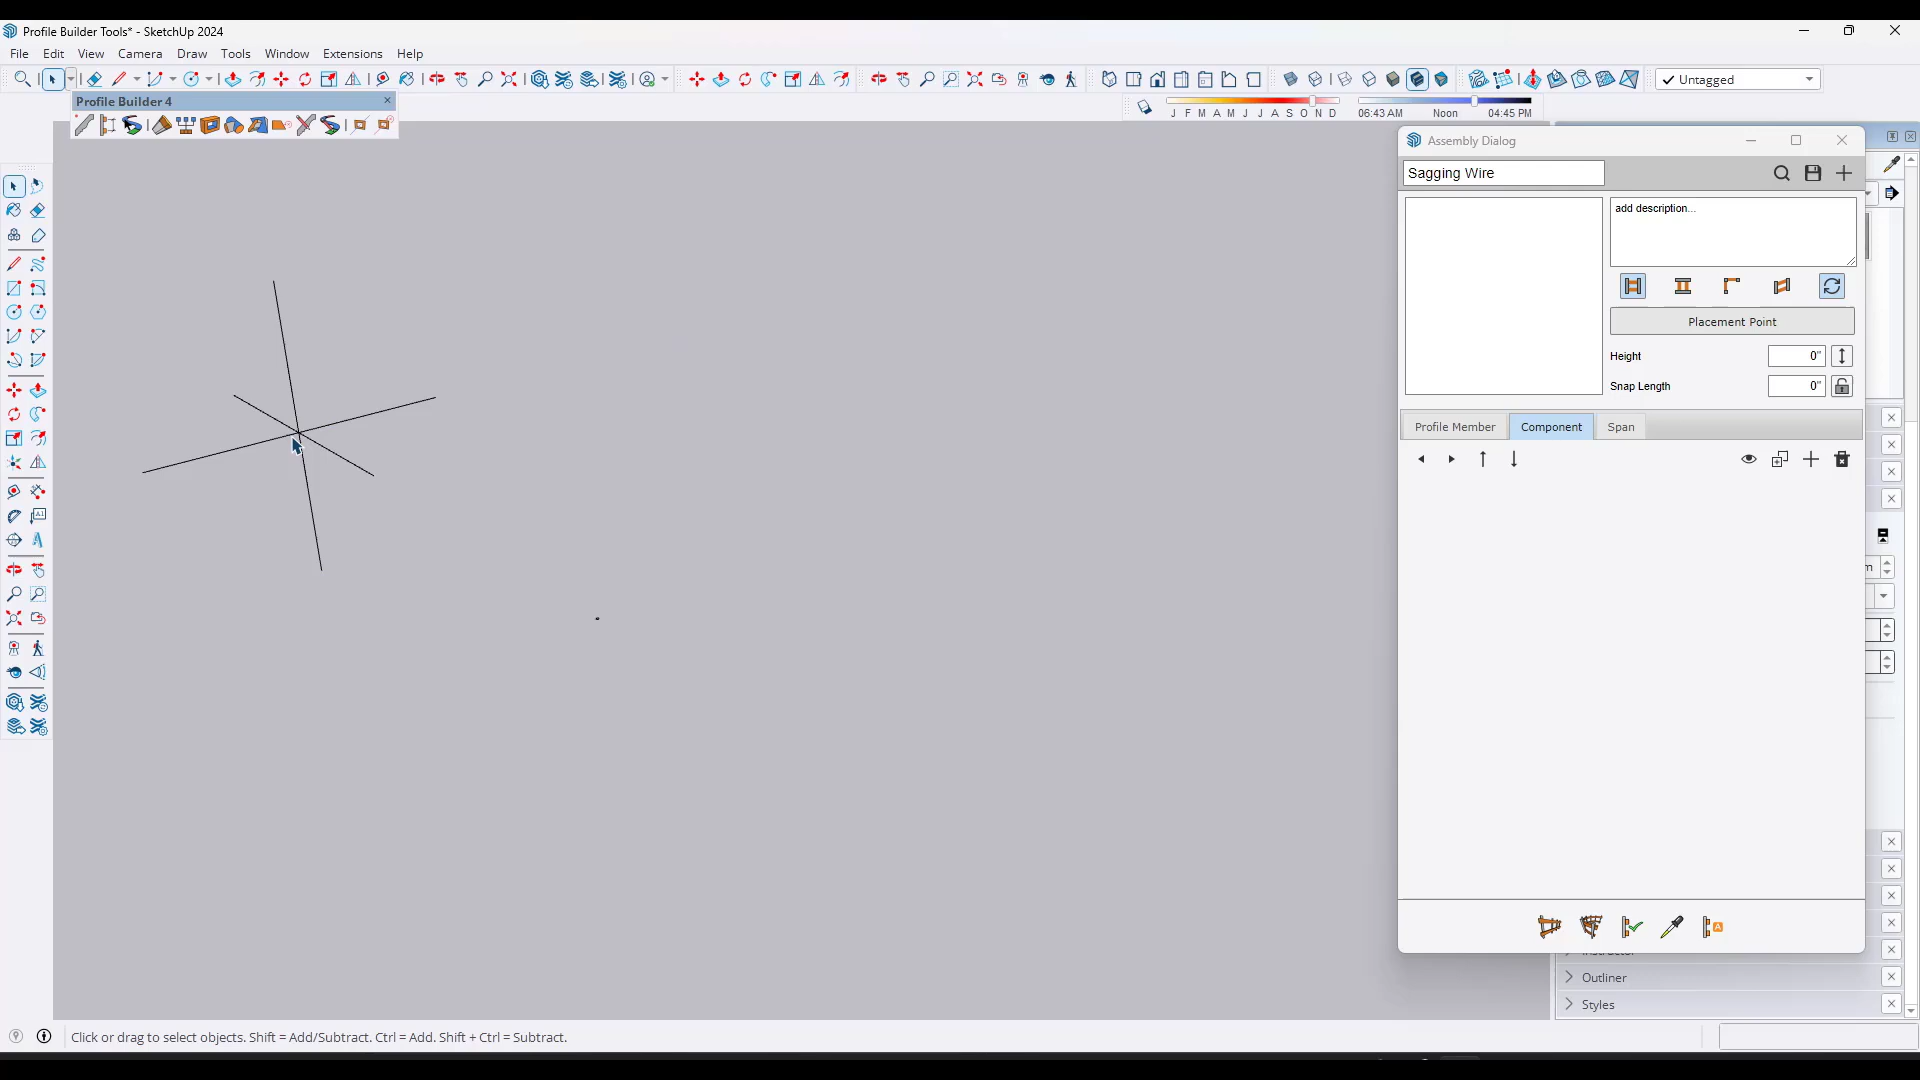 Profile Builder Tools* - SketchUp 2024
File Edit View Camera Draw Tools Window Extensions Help
Untagged
Profile Builder 4
J F M A M J J A S O N D 06:43 AM Noon 04:45 PM
Assembly Dialog
Sagging Wire
add description...
Placement Point
Height 0"
Snap Length 0"
Profile Member Component Span
m
Outliner
Styles
Click or drag to select objects. Shift = Add/Subtract. Ctrl = Add. Shift + Ctrl = Subtract.